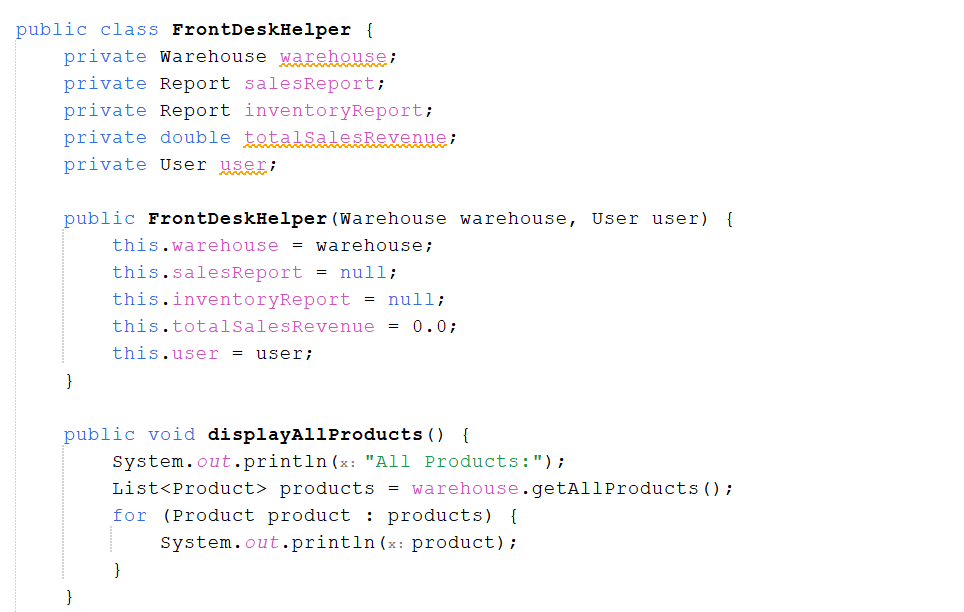 public class FrontDeskHelper {
    private Warehouse warehouse;
    private Report salesReport;
    private Report inventoryReport;
    private double totalSalesRevenue;
    private User user;

    public FrontDeskHelper(Warehouse warehouse, User user) {
        this.warehouse = warehouse;
        this.salesReport = null;
        this.inventoryReport = null;
        this.totalSalesRevenue = 0.0;
        this.user = user;
    }

    public void displayAllProducts() {
        System.out.println(x: "All Products:");
        List<Product> products = warehouse.getAllProducts();
        for (Product product : products) {
            System.out.println(x: product);
        }
    }